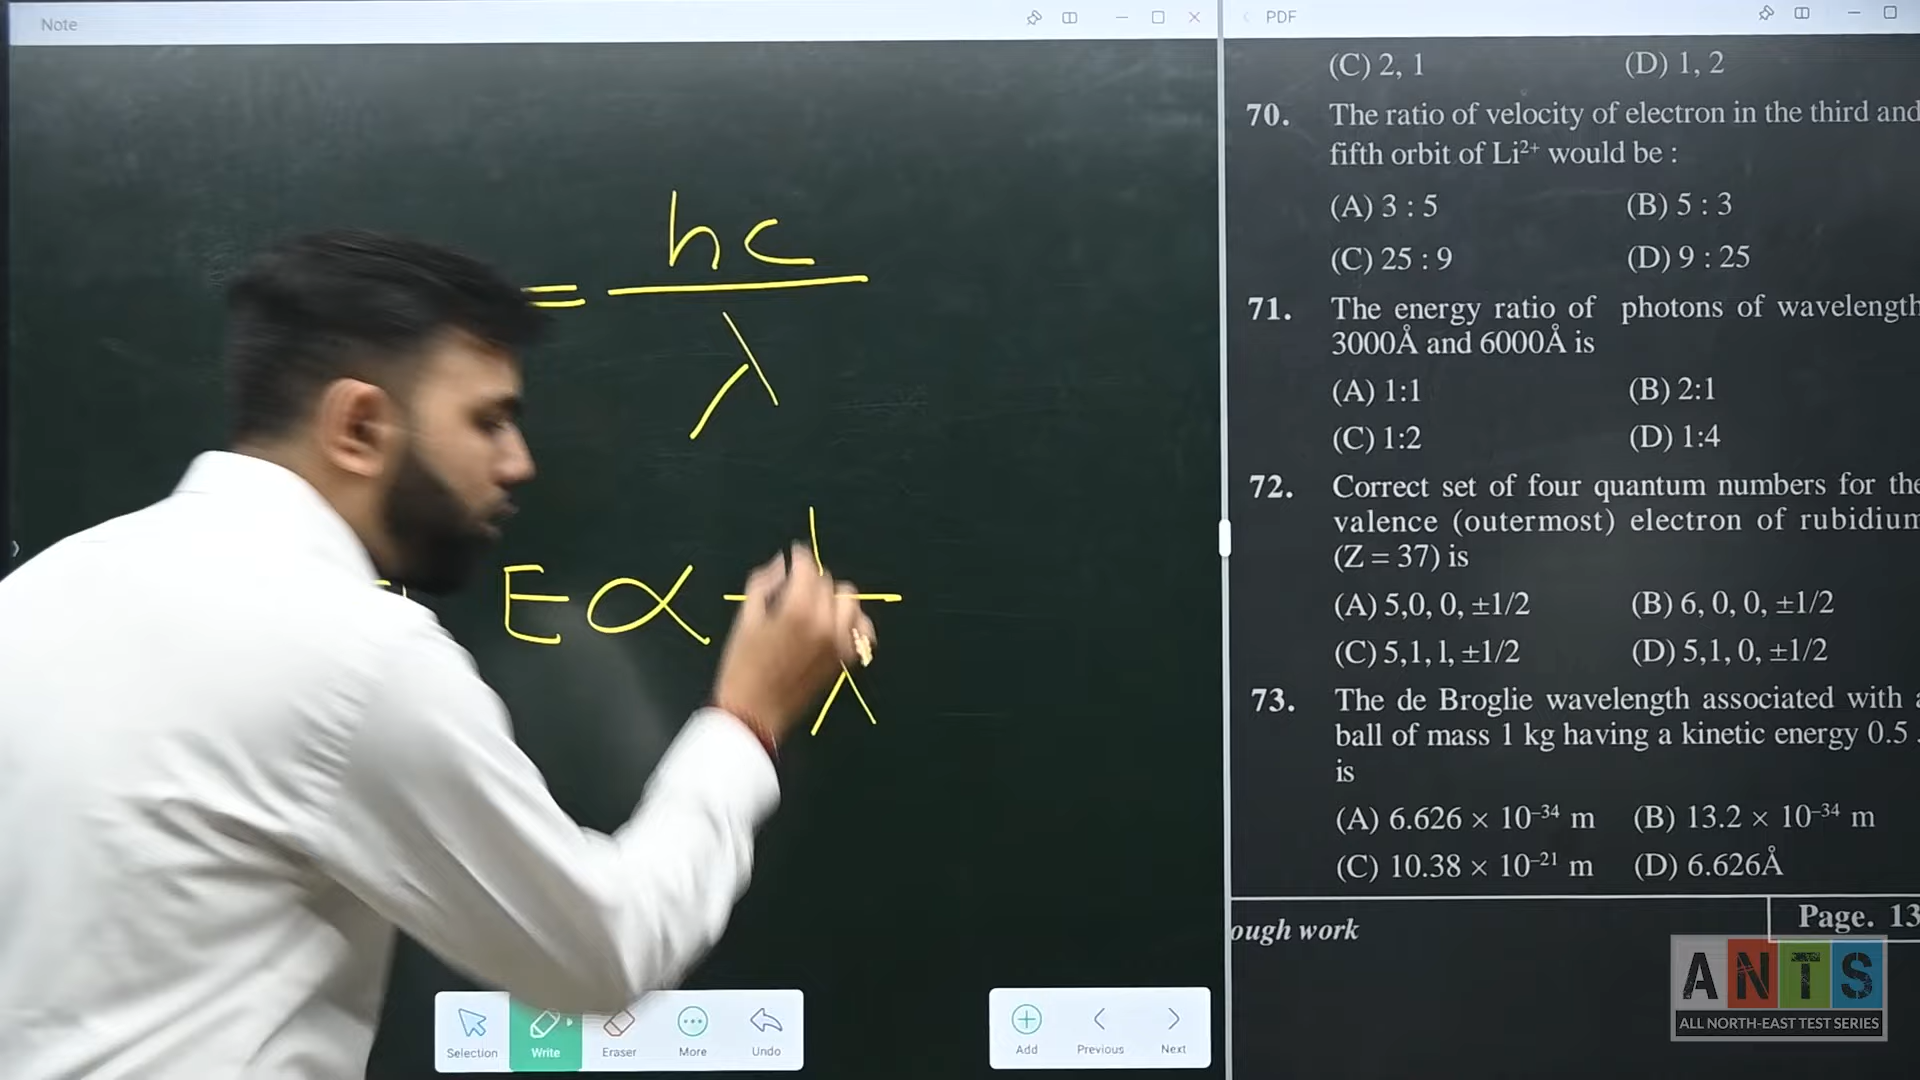 Note
= hc
λ
E ∝ 1
λ
Selection
Write
Eraser
More
Undo
Add
Previous
Next
PDF
(C) 2, 1 (D) 1, 2
70. The ratio of velocity of electron in the third and
fifth orbit of Li²⁺ would be :
(A) 3 : 5 (B) 5 : 3
(C) 25 : 9 (D) 9 : 25
71. The energy ratio of photons of wavelength
3000Å and 6000Å is
(A) 1:1 (B) 2:1
(C) 1:2 (D) 1:4
72. Correct set of four quantum numbers for the
valence (outermost) electron of rubidium
(Z = 37) is
(A) 5,0, 0, ±1/2 (B) 6, 0, 0, ±1/2
(C) 5,1, 1, ±1/2 (D) 5,1, 0, ±1/2
73. The de Broglie wavelength associated with a
ball of mass 1 kg having a kinetic energy 0.5
is
(A) 6.626 × 10⁻³⁴ m (B) 13.2 × 10⁻³⁴ m
(C) 10.38 × 10⁻²¹ m (D) 6.626Å
ough work
Page. 13
ANTS
ALL NORTH-EAST TEST SERIES